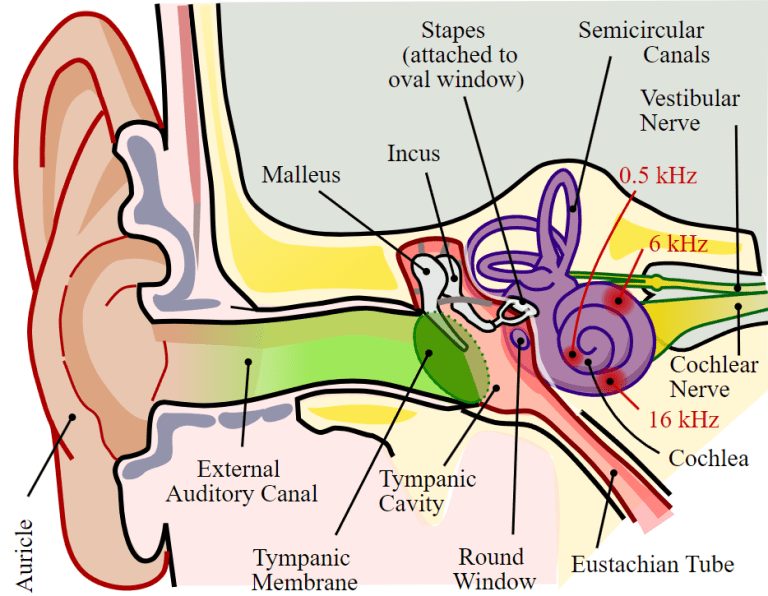 Stapes
(attached to
oval window)
Semicircular
Canals
Vestibular
Nerve
Incus
Malleus
0.5 kHz
6 kHz
Cochlear
Nerve
16 kHz
Cochlea
External
Auditory Canal
Tympanic
Cavity
Auricle
Tympanic
Membrane
Round
Window
Eustachian Tube